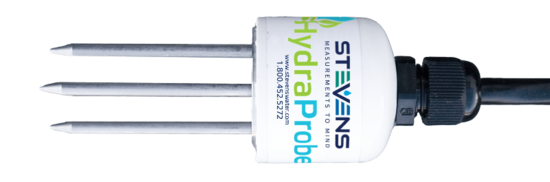 STEVENS
MEASUREMENTS TO MIND
HydraProbe
www.stevenswater.com
1.800.452.5272